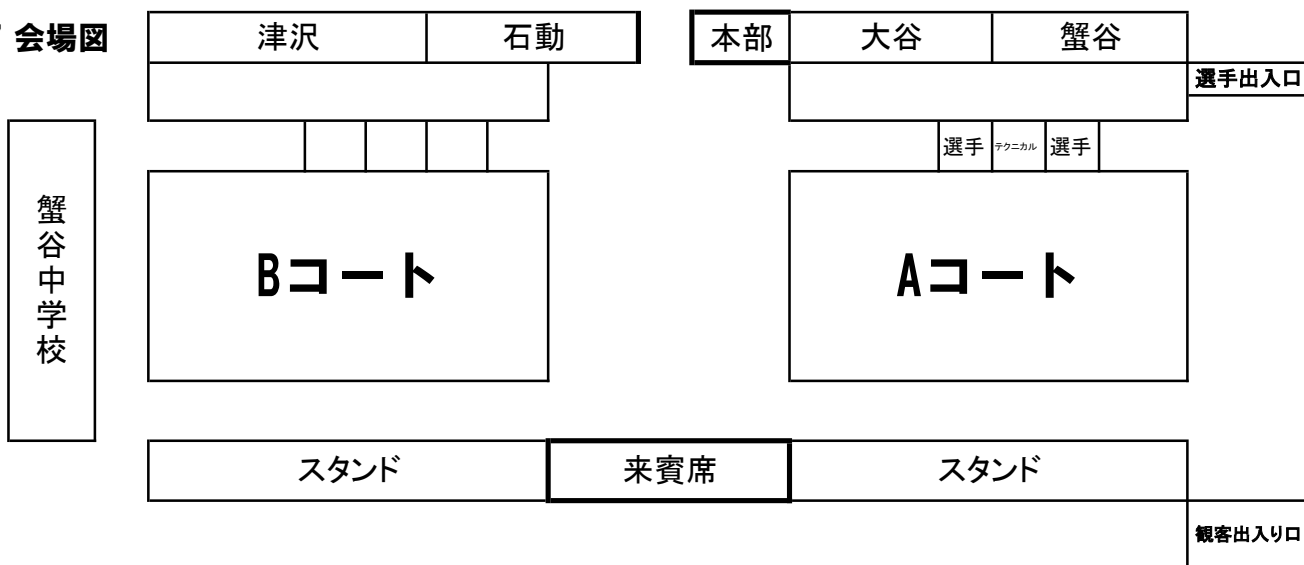 会場図
津沢
石動
本部
大谷
蟹谷
選手出入口
選手
テクニカル
選手
蟹谷中学校
Bコート
Aコート
スタンド
来賓席
スタンド
観客出入り口